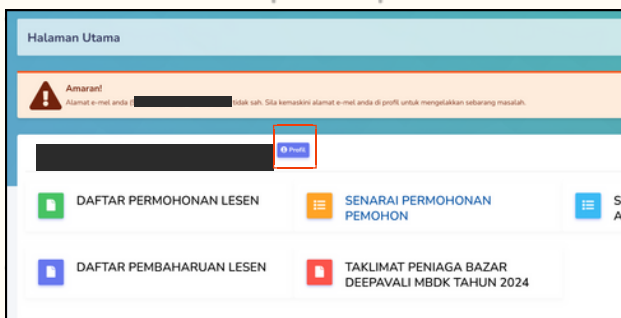 Halaman Utama
Amaran!
Alamat e-mel anda tidak sah. Sila kemaskini alamat e-mel anda di profil untuk mengelakkan sebarang masalah.
Profil
DAFTAR PERMOHONAN LESEN
SENARAI PERMOHONAN
PEMOHON
S
A
DAFTAR PEMBAHARUAN LESEN
TAKLIMAT PENIAGA BAZAR
DEEPAVALI MBDK TAHUN 2024